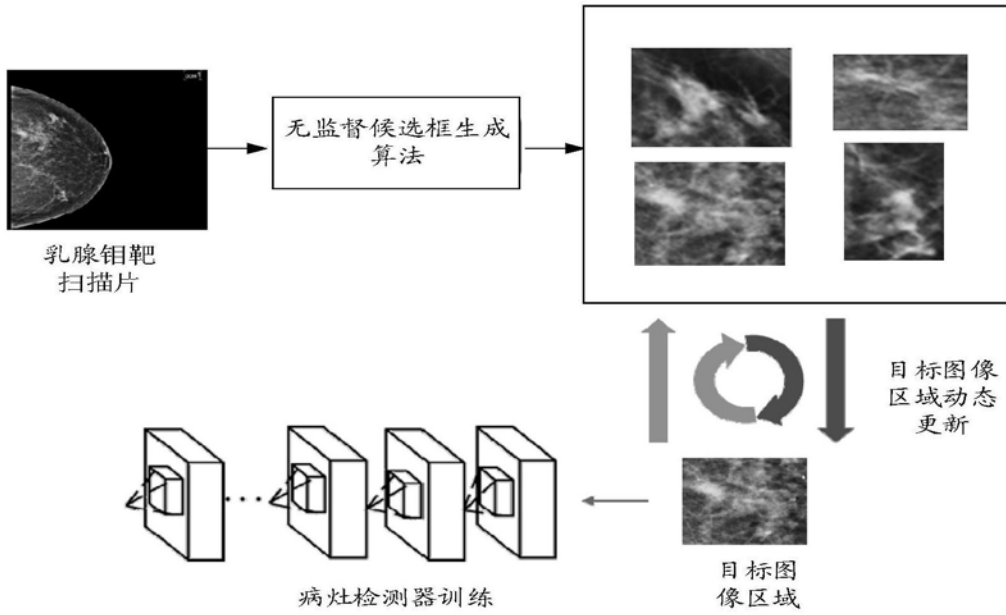 无监督候选框生成
算法
乳腺钼靶
扫描片
目标图像
区域动态
更新
目标图
像区域
病灶检测器训练